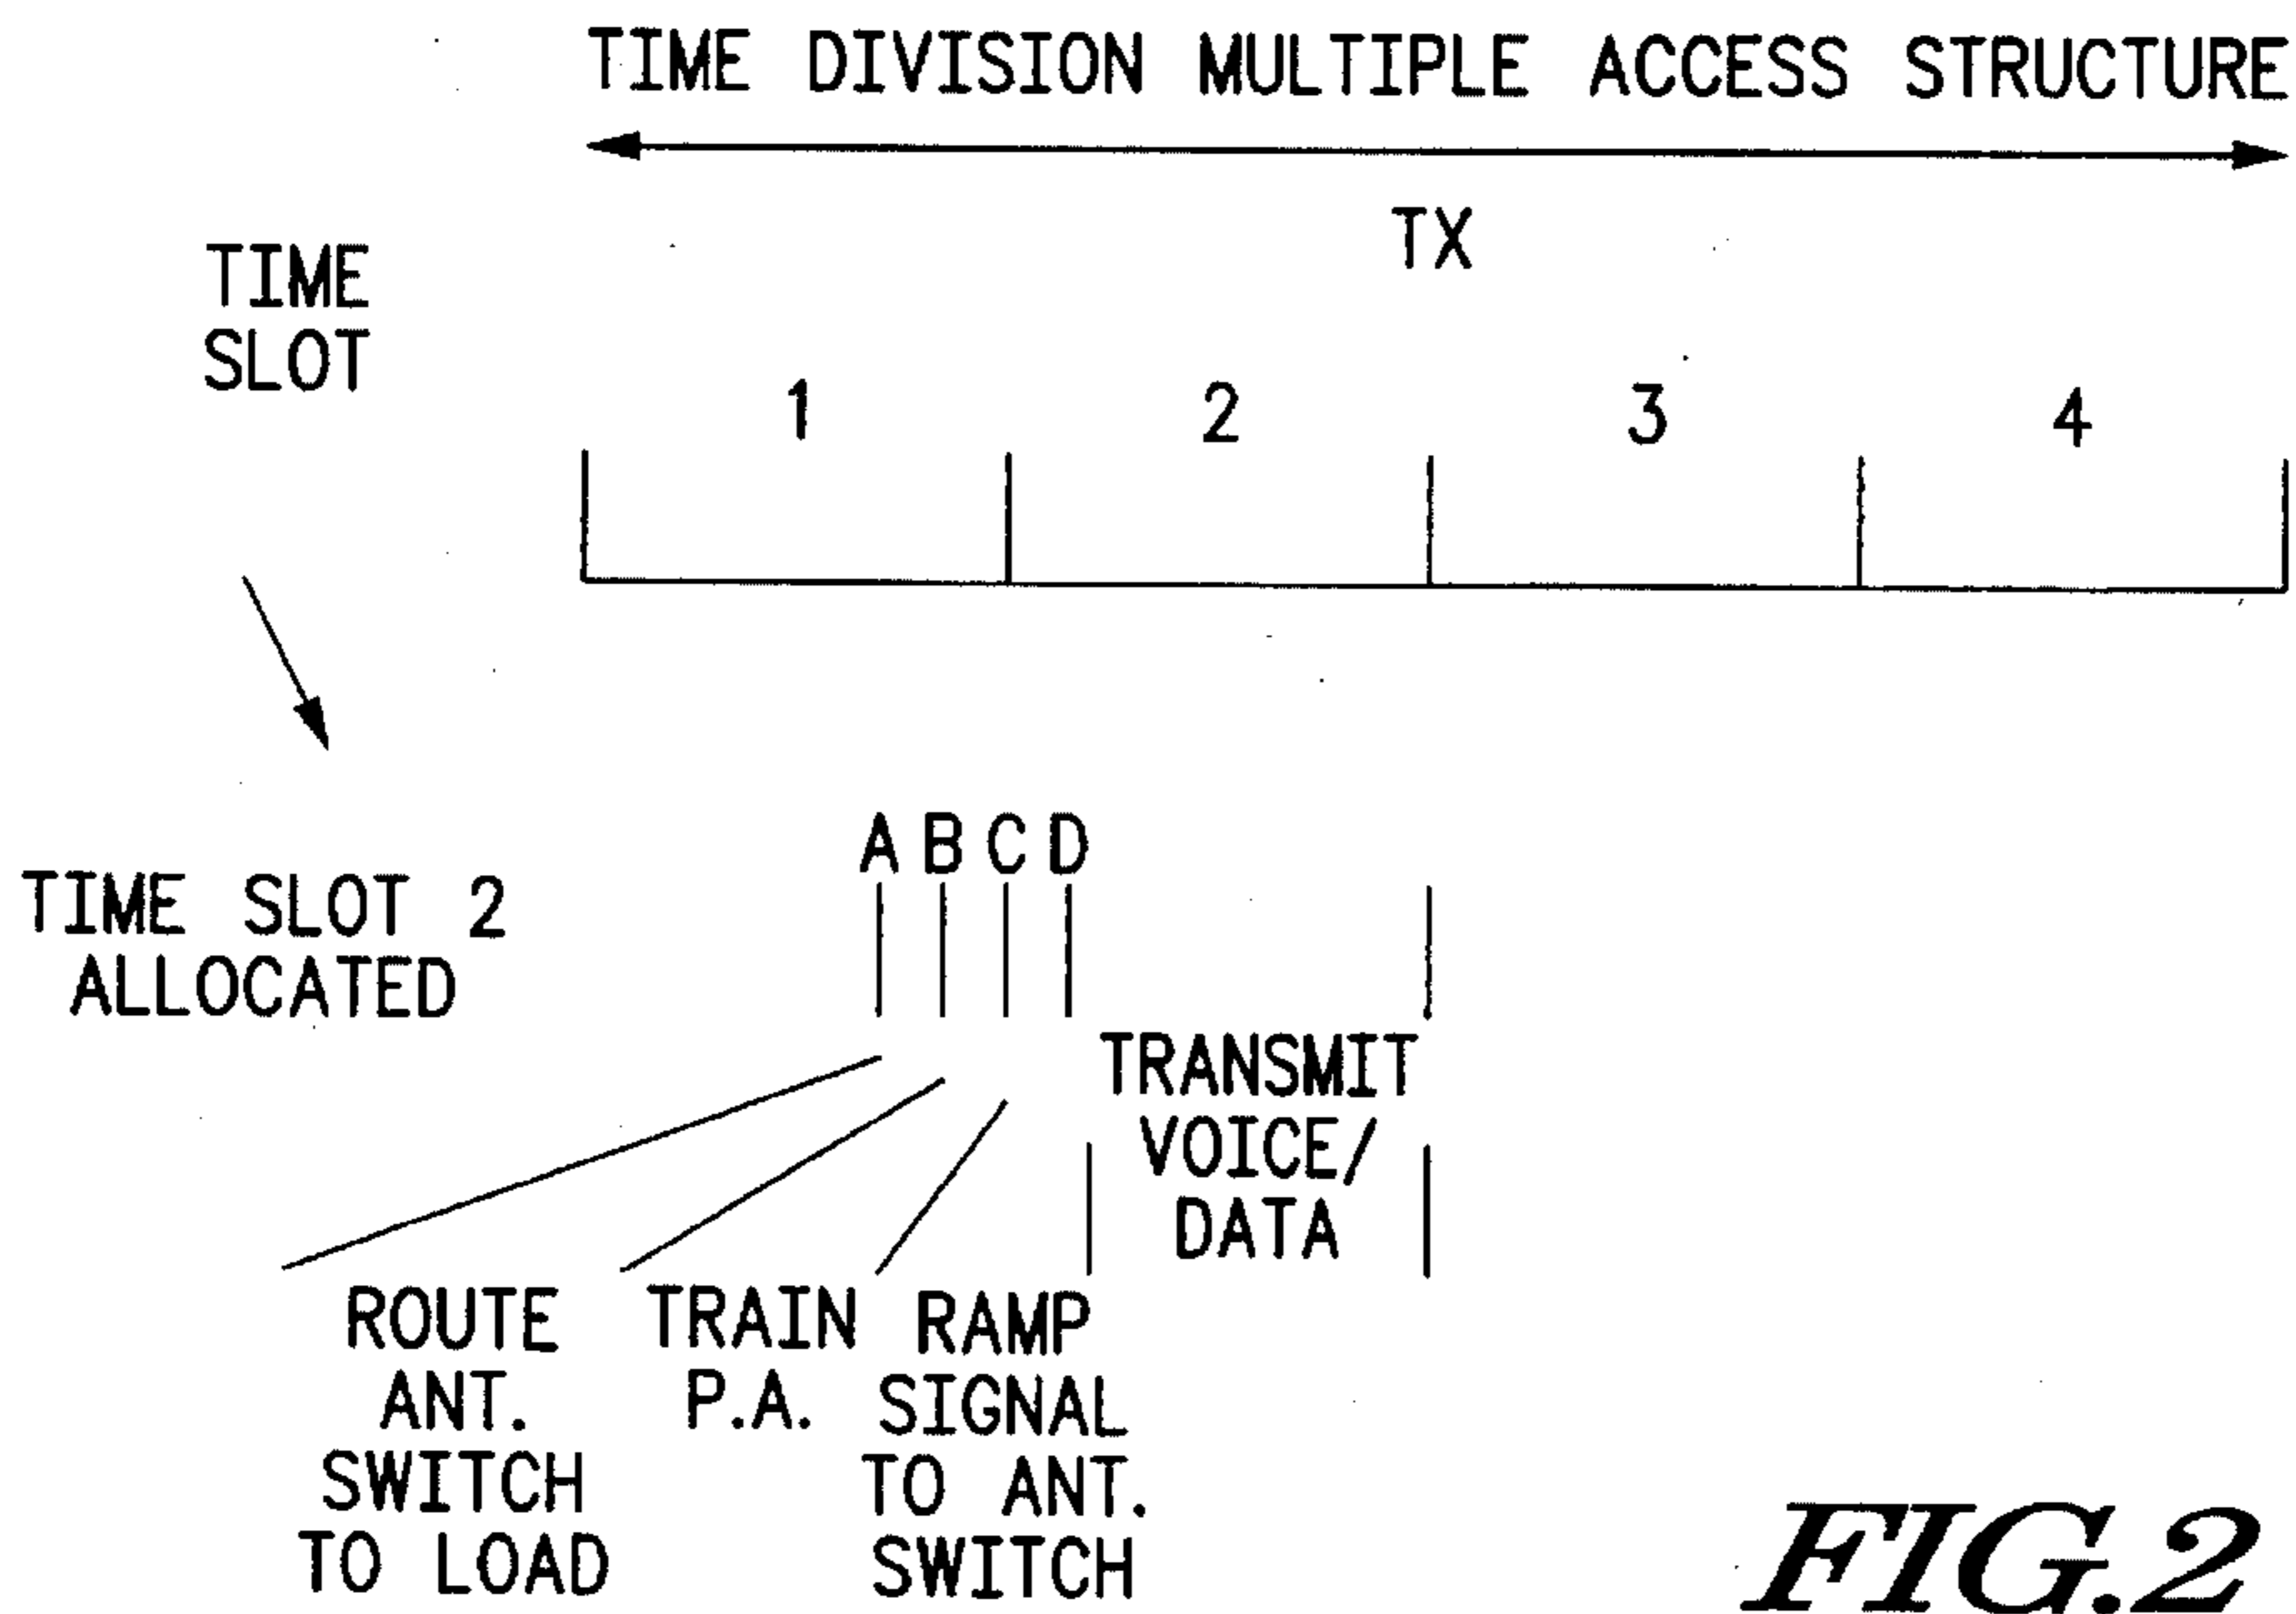 TIME DIVISION MULTIPLE ACCESS STRUCTURE
TX
TIME
SLOT
1 2 3 4
A B C D
TIME SLOT 2
ALLOCATED
TRANSMIT
VOICE/
DATA
ROUTE
ANT.
SWITCH
TO LOAD
TRAIN
P.A.
RAMP
SIGNAL
TO ANT.
SWITCH
FIG.2